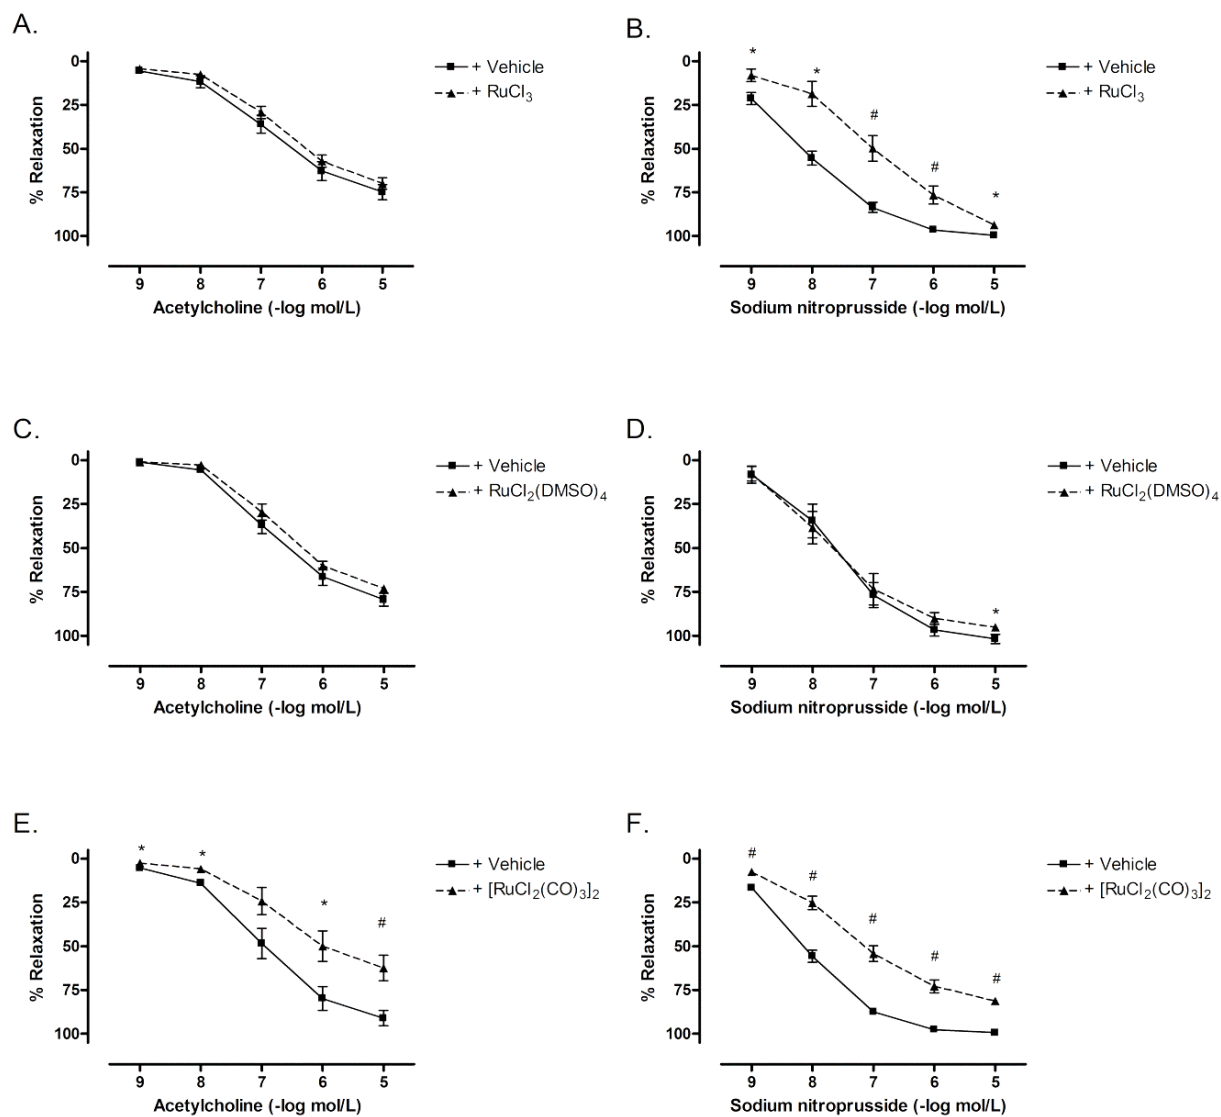 A.
0
25
50
75
100
% Relaxation
9 8 7 6 5
Acetylcholine (-log mol/L)
+ Vehicle
+ RuCl3
B.
0
25
50
75
100
% Relaxation
* * # # *
9 8 7 6 5
Sodium nitroprusside (-log mol/L)
+ Vehicle
+ RuCl3
C.
0
25
50
75
100
% Relaxation
9 8 7 6 5
Acetylcholine (-log mol/L)
+ Vehicle
+ RuCl2(DMSO)4
D.
0
25
50
75
100
% Relaxation
*
9 8 7 6 5
Sodium nitroprusside (-log mol/L)
+ Vehicle
+ RuCl2(DMSO)4
E.
0
25
50
75
100
% Relaxation
* * * #
9 8 7 6 5
Acetylcholine (-log mol/L)
+ Vehicle
+ [RuCl2(CO)3]2
F.
0
25
50
75
100
% Relaxation
# # # # #
9 8 7 6 5
Sodium nitroprusside (-log mol/L)
+ Vehicle
+ [RuCl2(CO)3]2